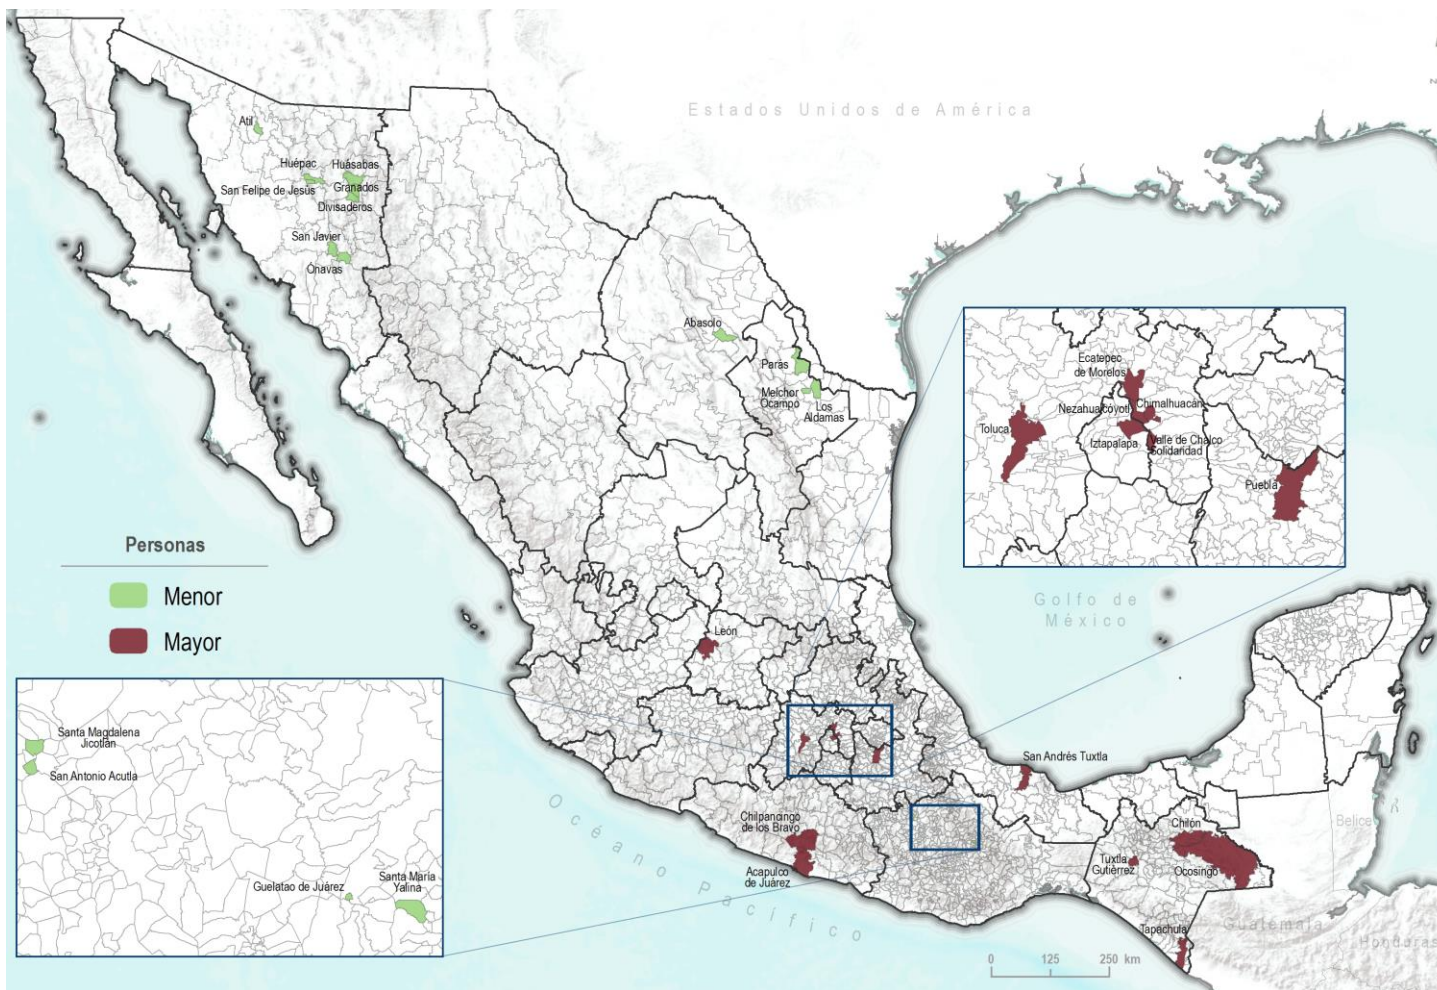 Estados Unidos de América
N
Atil
Huépac
Huásabas
San Felipe de Jesús
Granados
Divisaderos
San Javier
Ónavas
Abasolo
Parás
Melchor
Ocampo
Los
Aldamas
Ecatepec
de Morelos
Nezahualcóyotl
Chimalhuacán
Toluca
Iztapalapa
Valle de Chalco
Solidaridad
Puebla
Personas
Menor
Mayor
Golfo de
México
León
Santa Magdalena
Jicotlán
San Antonio Acutla
Guelatao de Juárez
Santa María
Yalina
San Andrés Tuxtla
Chilpancingo
de los Bravo
Acapulco
de Juárez
Océano Pacífico
Chilón
Tuxtla
Gutiérrez
Ocosingo
Tapachula
Belice
Guatemala
Honduras
0 125 250 km